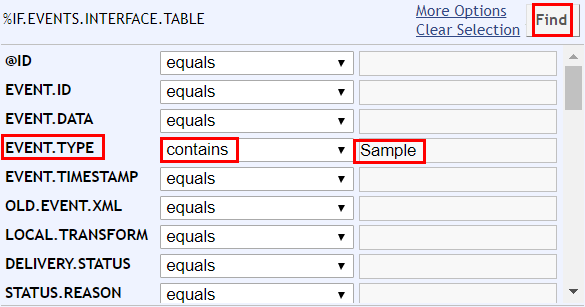 %IF.EVENTS.INTERFACE.TABLE More Options Find
Clear Selection
@ID equals
EVENT.ID equals
EVENT.DATA equals
EVENT.TYPE contains Sample
EVENT.TIMESTAMP equals
OLD.EVENT.XML equals
LOCAL.TRANSFORM equals
DELIVERY.STATUS equals
STATUS.REASON equals